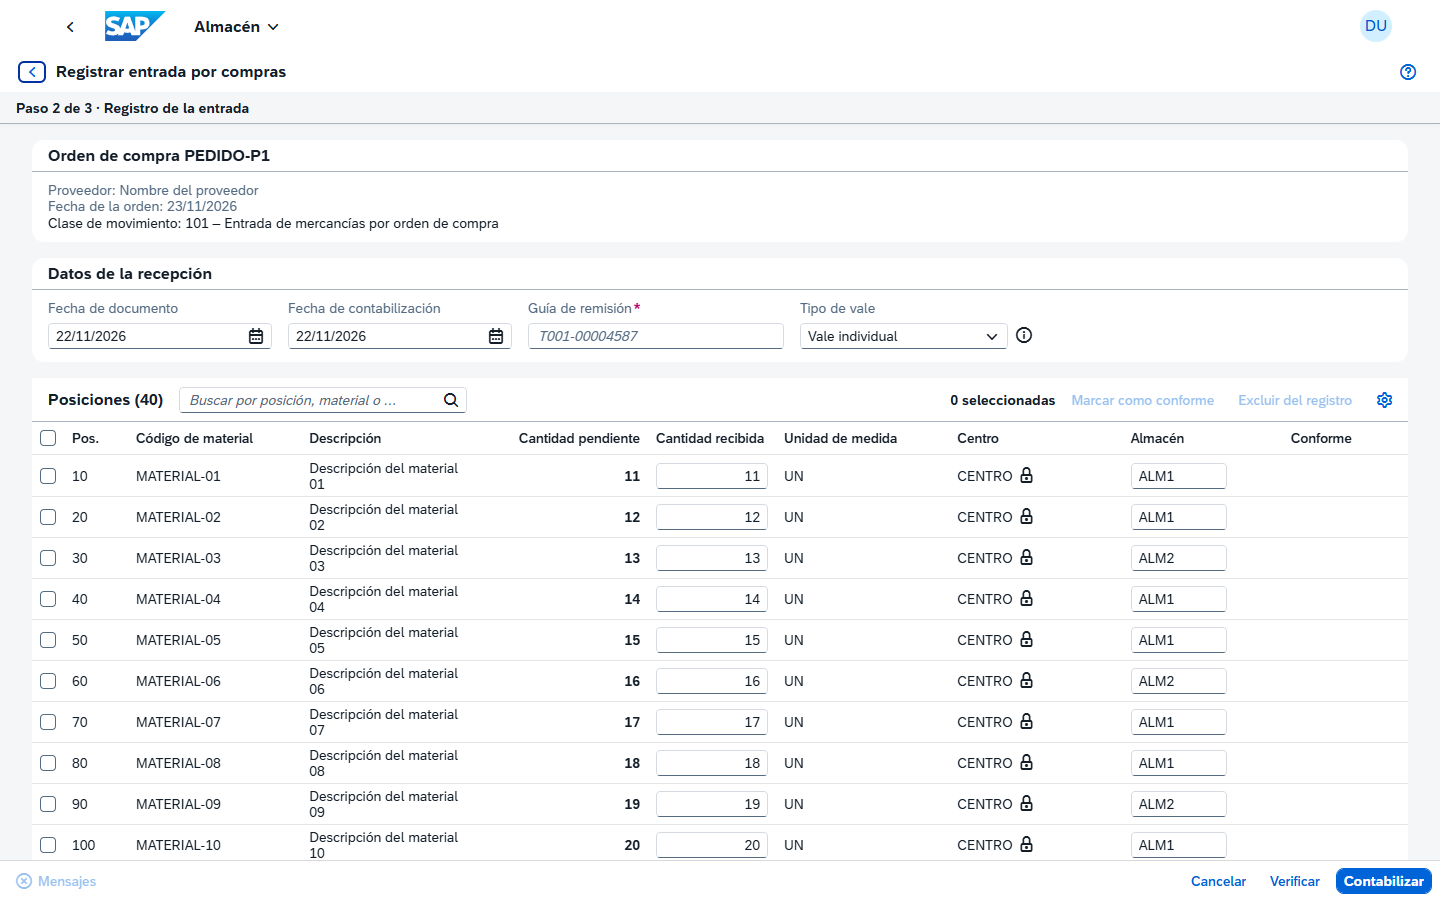 SAP
Almacén
DU
Registrar entrada por compras
Paso 2 de 3 · Registro de la entrada
Orden de compra PEDIDO-P1
Proveedor: Nombre del proveedor
Fecha de la orden: 23/11/2026
Clase de movimiento: 101 – Entrada de mercancías por orden de compra
Datos de la recepción
Fecha de documento Fecha de contabilización Guía de remisión* Tipo de vale
22/11/2026 22/11/2026 T001-00004587 Vale individual
Posiciones (40) Buscar por posición, material o ... 0 seleccionadas Marcar como conforme Excluir del registro
Pos. Código de material Descripción Cantidad pendiente Cantidad recibida Unidad de medida Centro Almacén Conforme
10 MATERIAL-01 Descripción del material 01 11 11 UN CENTRO ALM1
20 MATERIAL-02 Descripción del material 02 12 12 UN CENTRO ALM1
30 MATERIAL-03 Descripción del material 03 13 13 UN CENTRO ALM2
40 MATERIAL-04 Descripción del material 04 14 14 UN CENTRO ALM1
50 MATERIAL-05 Descripción del material 05 15 15 UN CENTRO ALM1
60 MATERIAL-06 Descripción del material 06 16 16 UN CENTRO ALM2
70 MATERIAL-07 Descripción del material 07 17 17 UN CENTRO ALM1
80 MATERIAL-08 Descripción del material 08 18 18 UN CENTRO ALM1
90 MATERIAL-09 Descripción del material 09 19 19 UN CENTRO ALM2
100 MATERIAL-10 Descripción del material 10 20 20 UN CENTRO ALM1
Mensajes Cancelar Verificar Contabilizar